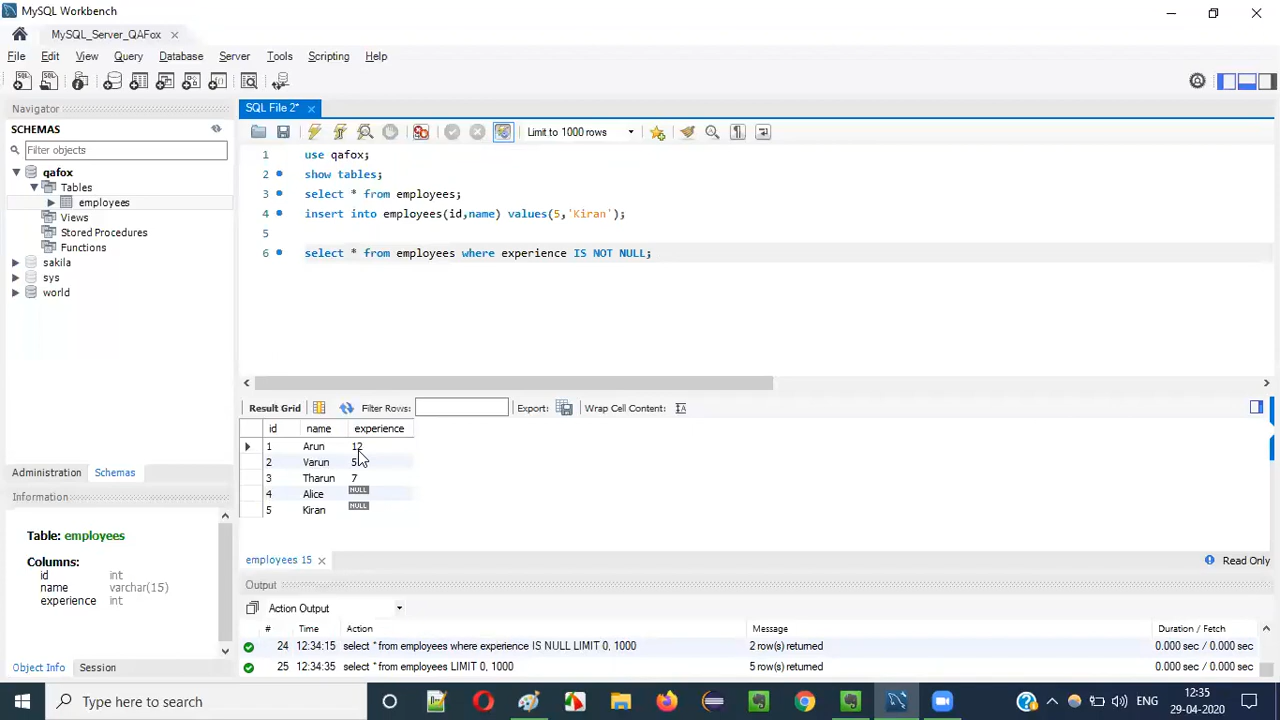 MySQL Workbench
MySQL_Server_QAFox
File Edit View Query Database Server Tools Scripting Help
Navigator
SCHEMAS
Filter objects
qafox
Tables
employees
Views
Stored Procedures
Functions
sakila
sys
world
Administration Schemas
Information
Table: employees
Columns:
id int
name varchar(15)
experience int
Object Info Session
SQL File 2*
Limit to 1000 rows
1 use qafox;
2 show tables;
3 select * from employees;
4 insert into employees(id,name) values(5,'Kiran');
5
6 select * from employees where experience IS NOT NULL;
Result Grid Filter Rows: Export: Wrap Cell Content:
id name experience
1 Arun 12
2 Varun 5
3 Tharun 7
4 Alice NULL
5 Kiran NULL
employees 15
Read Only
Output
Action Output
# Time Action Message Duration / Fetch
24 12:34:15 select * from employees where experience IS NULL LIMIT 0, 1000 2 row(s) returned 0.000 sec / 0.000 sec
25 12:34:35 select * from employees LIMIT 0, 1000 5 row(s) returned 0.000 sec / 0.000 sec
Type here to search
ENG
12:35
29-04-2020